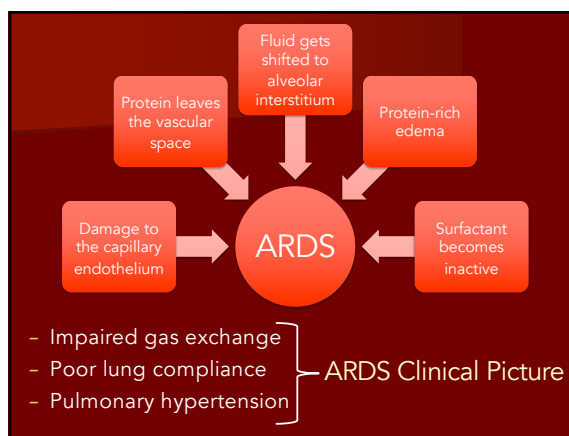 Fluid gets
shifted to
alveolar
interstitium
Protein leaves
the vascular
space
Protein-rich
edema
Damage to
the capillary
endothelium
ARDS
Surfactant
becomes
inactive
– Impaired gas exchange
– Poor lung compliance
– Pulmonary hypertension
ARDS Clinical Picture